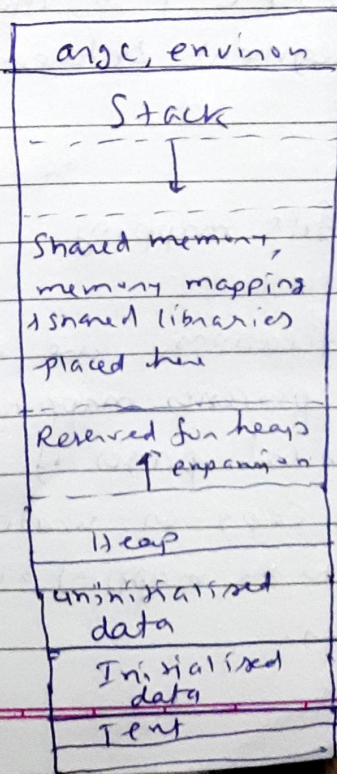 argc, environ
Stack
Shared memory,
memory mapping
& shared libraries
placed here
Reserved for heap
expansion
Heap
uninitialised
data
Initialised
data
Text